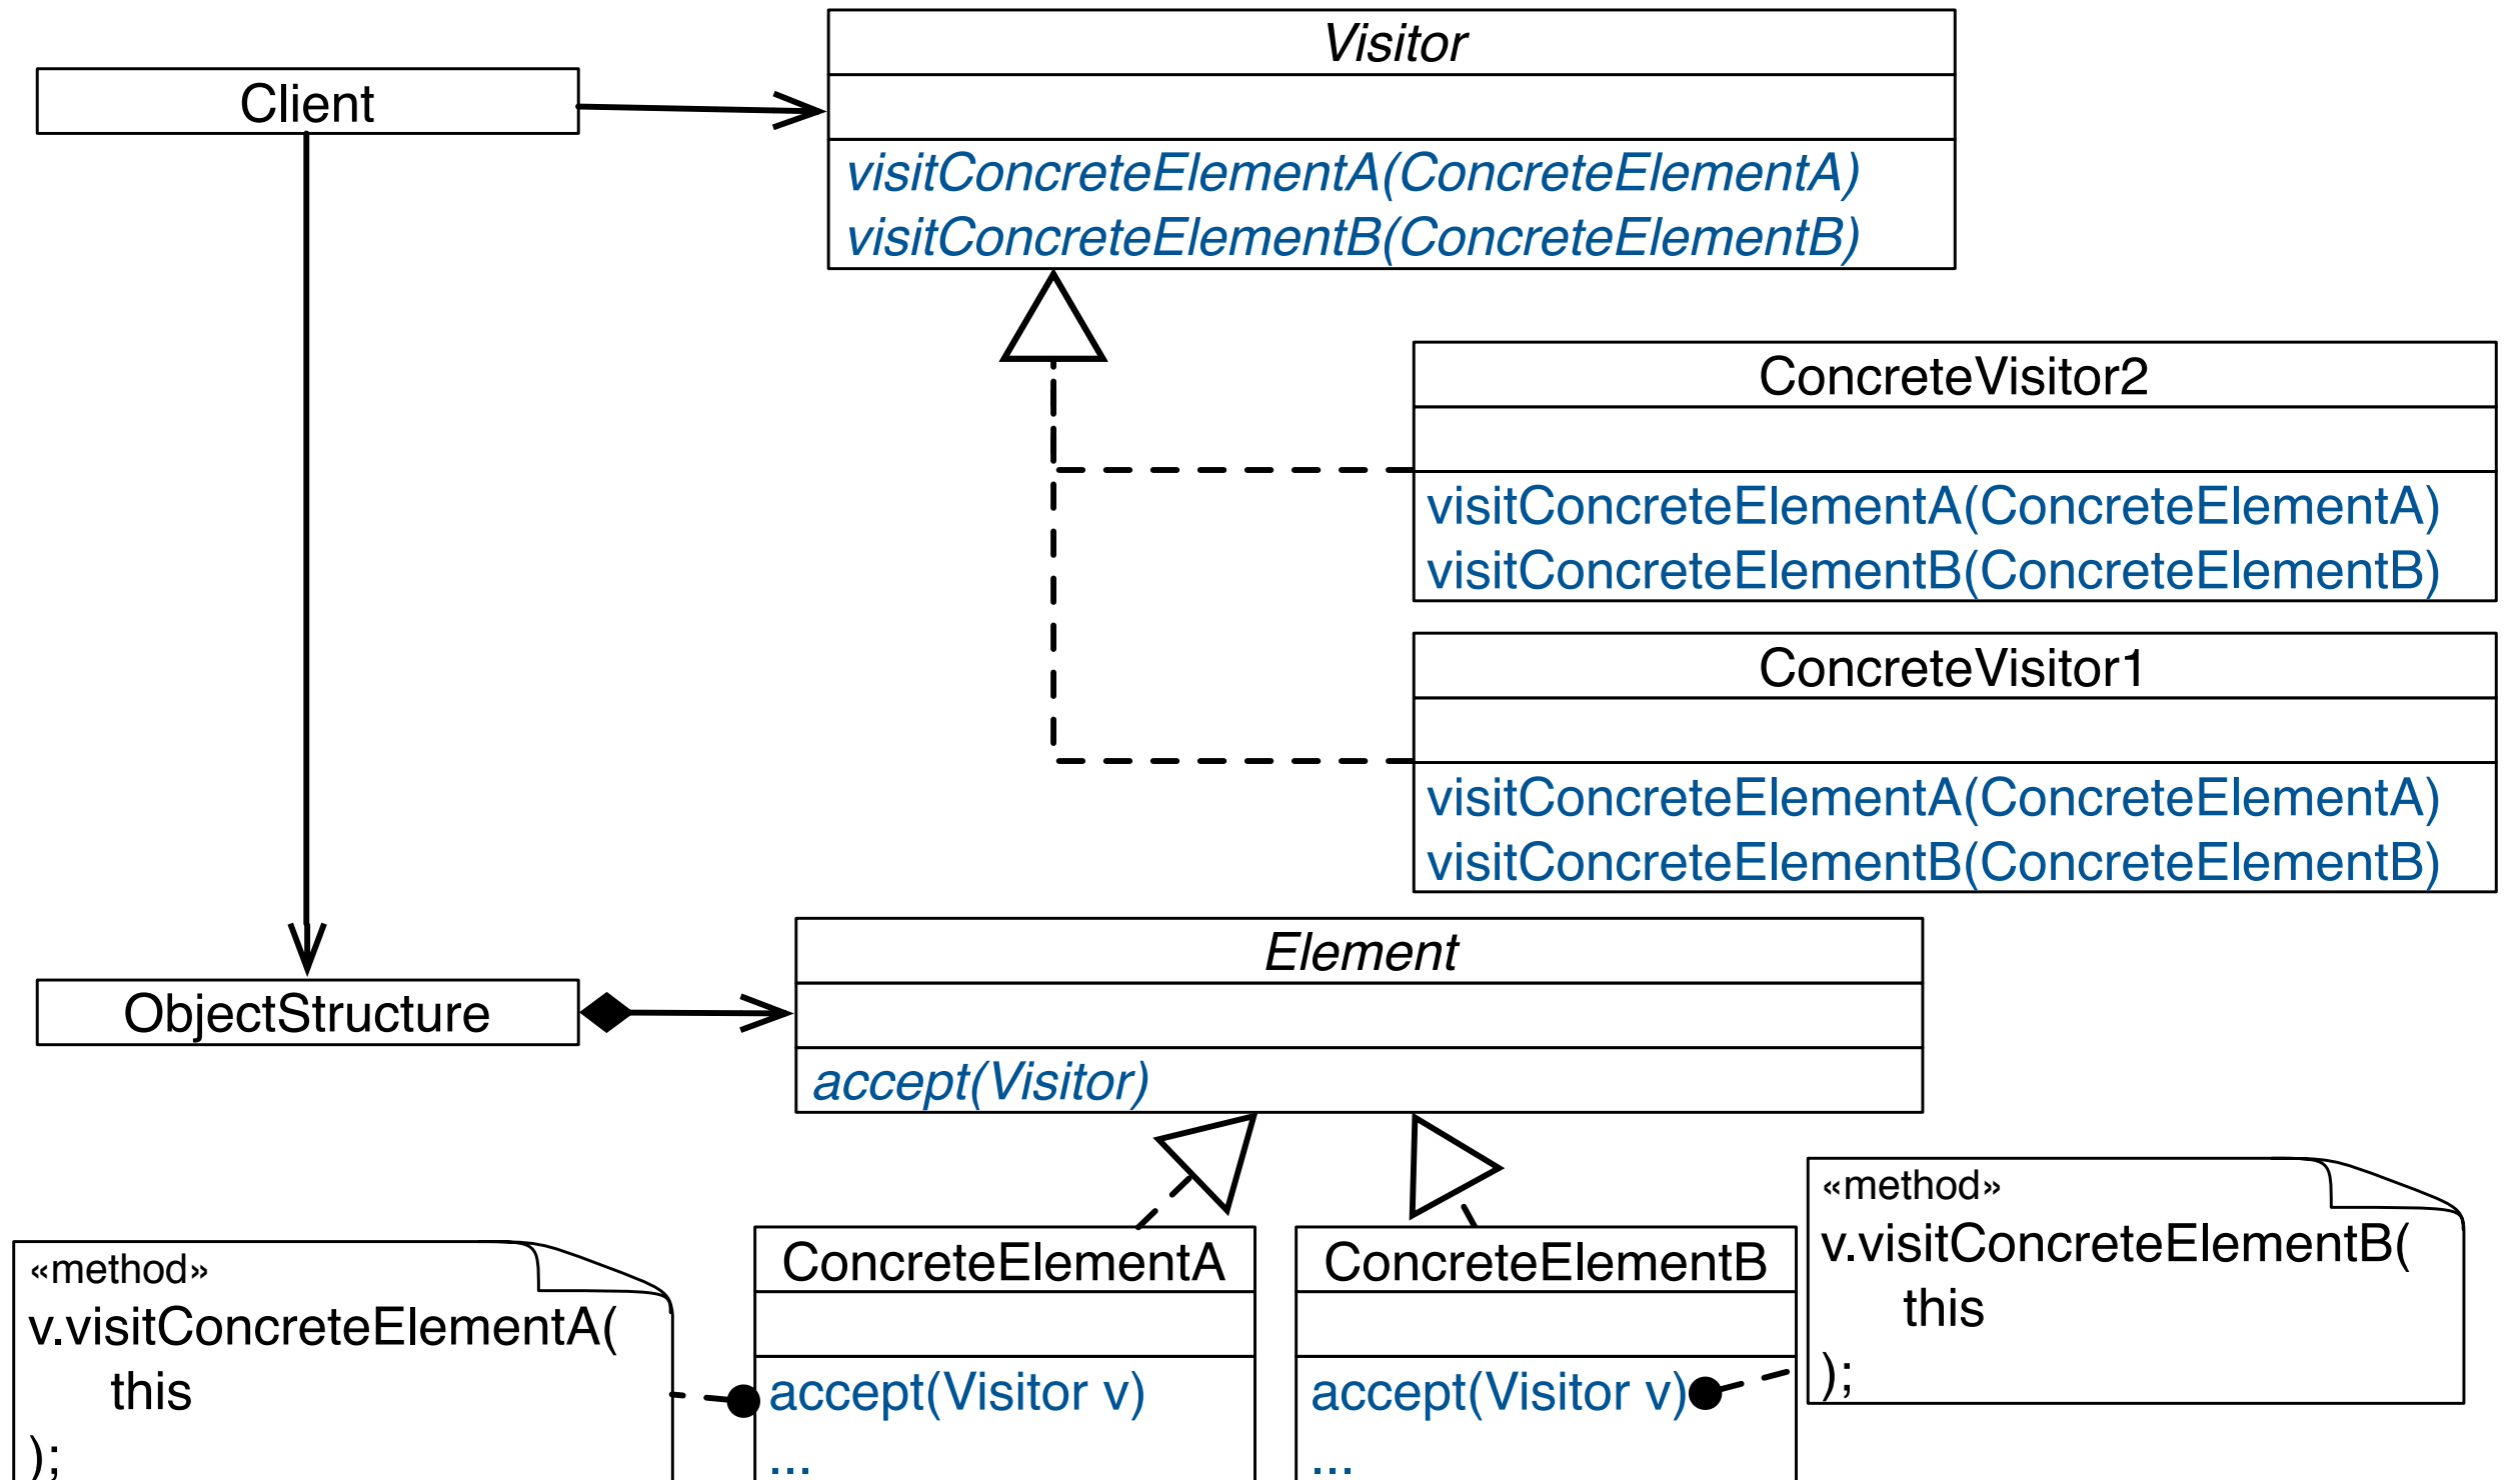 Visitor
Client
visitConcreteElementA(ConcreteElementA)
visitConcreteElementB(ConcreteElementB)
ConcreteVisitor2
visitConcreteElementA(ConcreteElementA)
visitConcreteElementB(ConcreteElementB)
ConcreteVisitor1
visitConcreteElementA(ConcreteElementA)
visitConcreteElementB(ConcreteElementB)
Element
ObjectStructure
accept(Visitor)
«method»
v.visitConcreteElementB(
this
);
ConcreteElementA
accept(Visitor v)
...
ConcreteElementB
accept(Visitor v)
...
«method»
v.visitConcreteElementA(
this
);